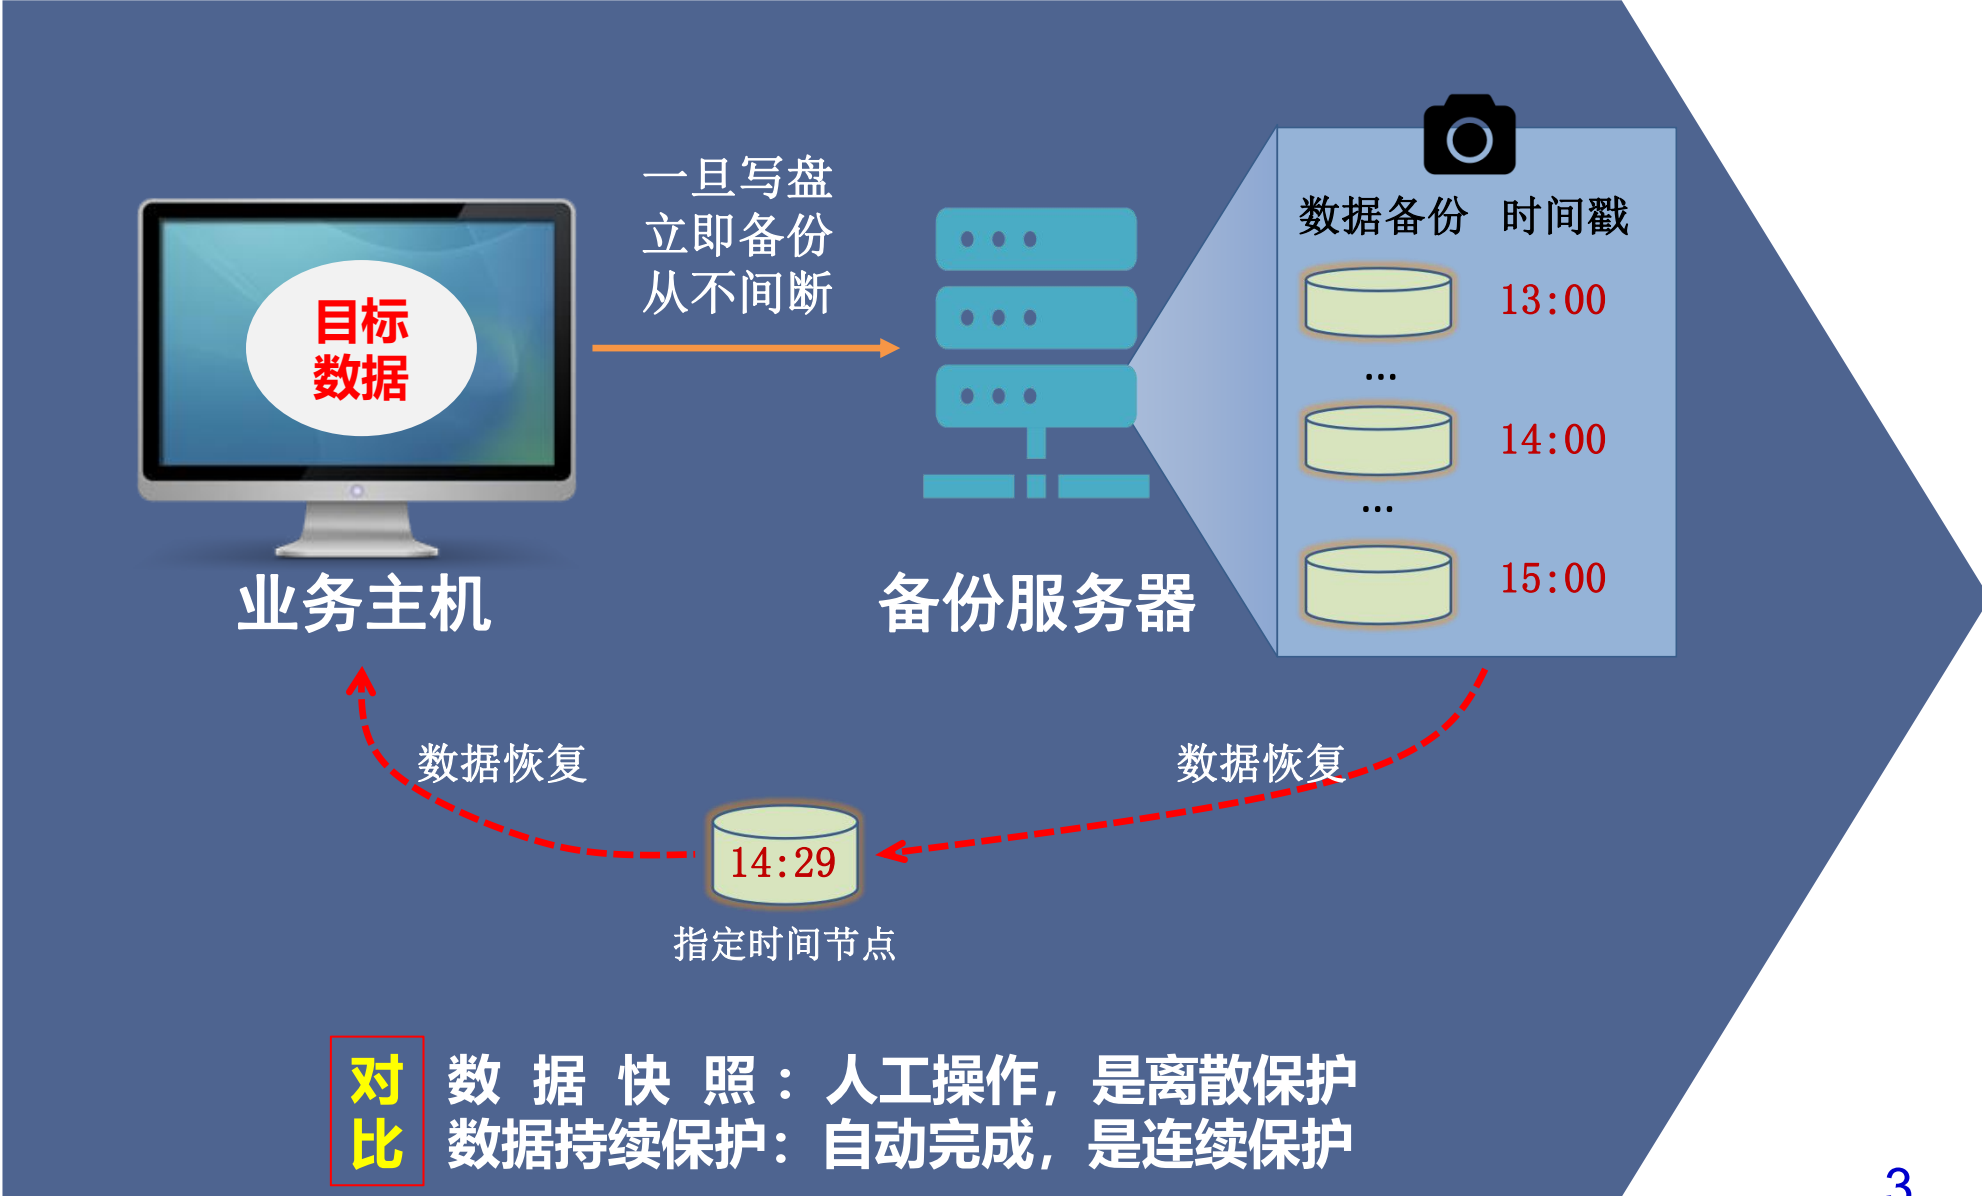 一旦写盘
立即备份
从不间断
目标
数据
数据备份 时间戳
13:00
...
14:00
...
15:00
业务主机
备份服务器
数据恢复
数据恢复
14:29
指定时间节点
对比
数据快照：人工操作，是离散保护
数据持续保护：自动完成，是连续保护
3